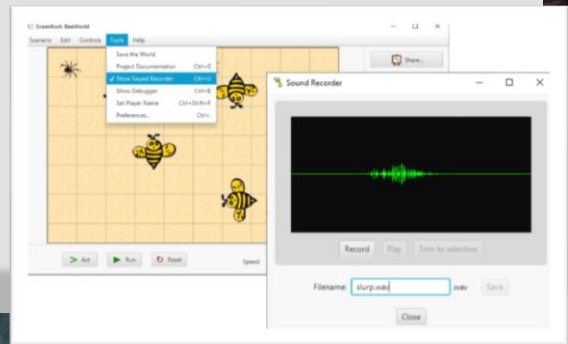 Greenfoot: BeeWorld
Scenario Edit Controls Tools Help
Save the World
Project Documentation
✓ Show Sound Recorder Ctrl+U
Show Debugger Ctrl+B
Set Player Name Ctrl+Shift+P
Preferences... Ctrl+,
Share...
Act
Run
Reset
Speed:
Sound Recorder
Record
Play
Trim to selection
Filename: slurp.wav .wav Save
Close